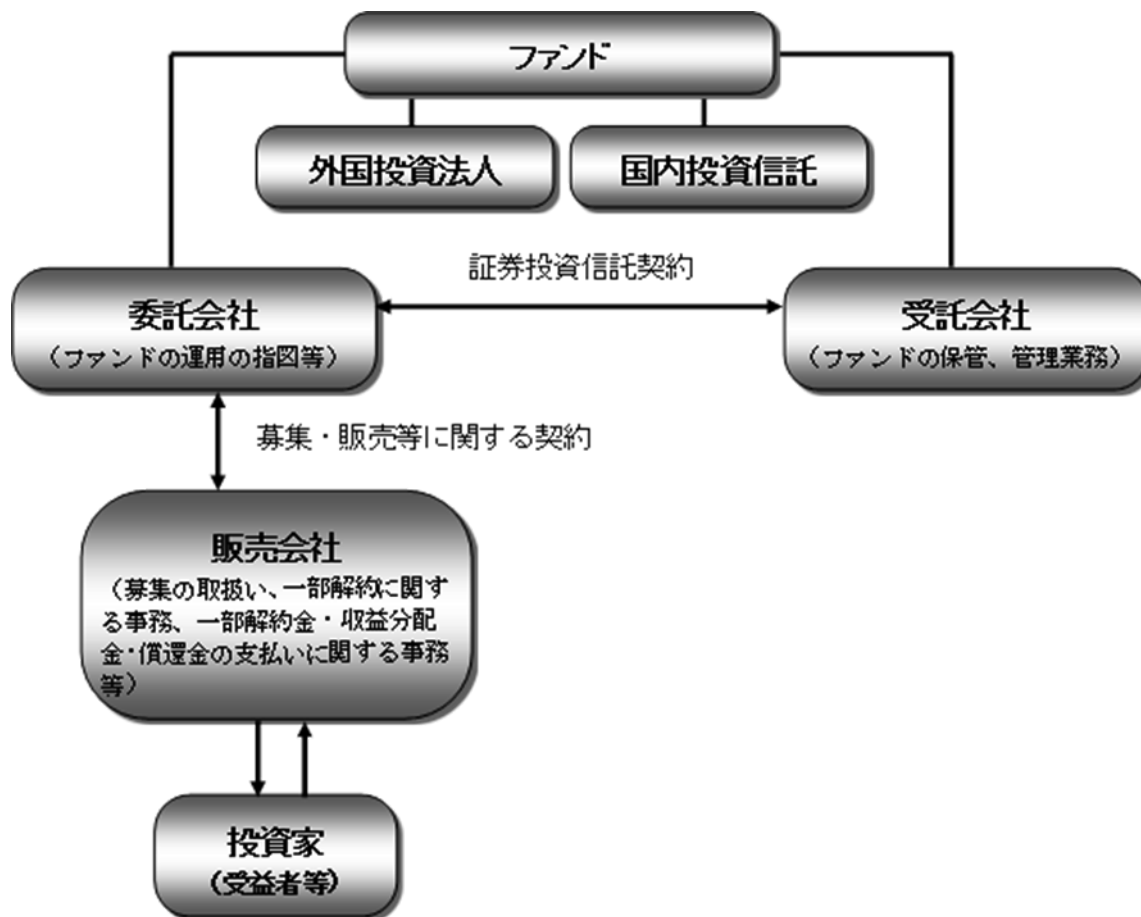 ファンド
外国投資法人
国内投資信託
証券投資信託契約
委託会社
(ファンドの運用の指図等)
受託会社
(ファンドの保管、管理業務)
募集・販売等に関する契約
販売会社
(募集の取扱い、一部解約に関す
る事務、一部解約金・収益分配
金・償還金の支払いに関する事務
等)
投資家
(受益者等)